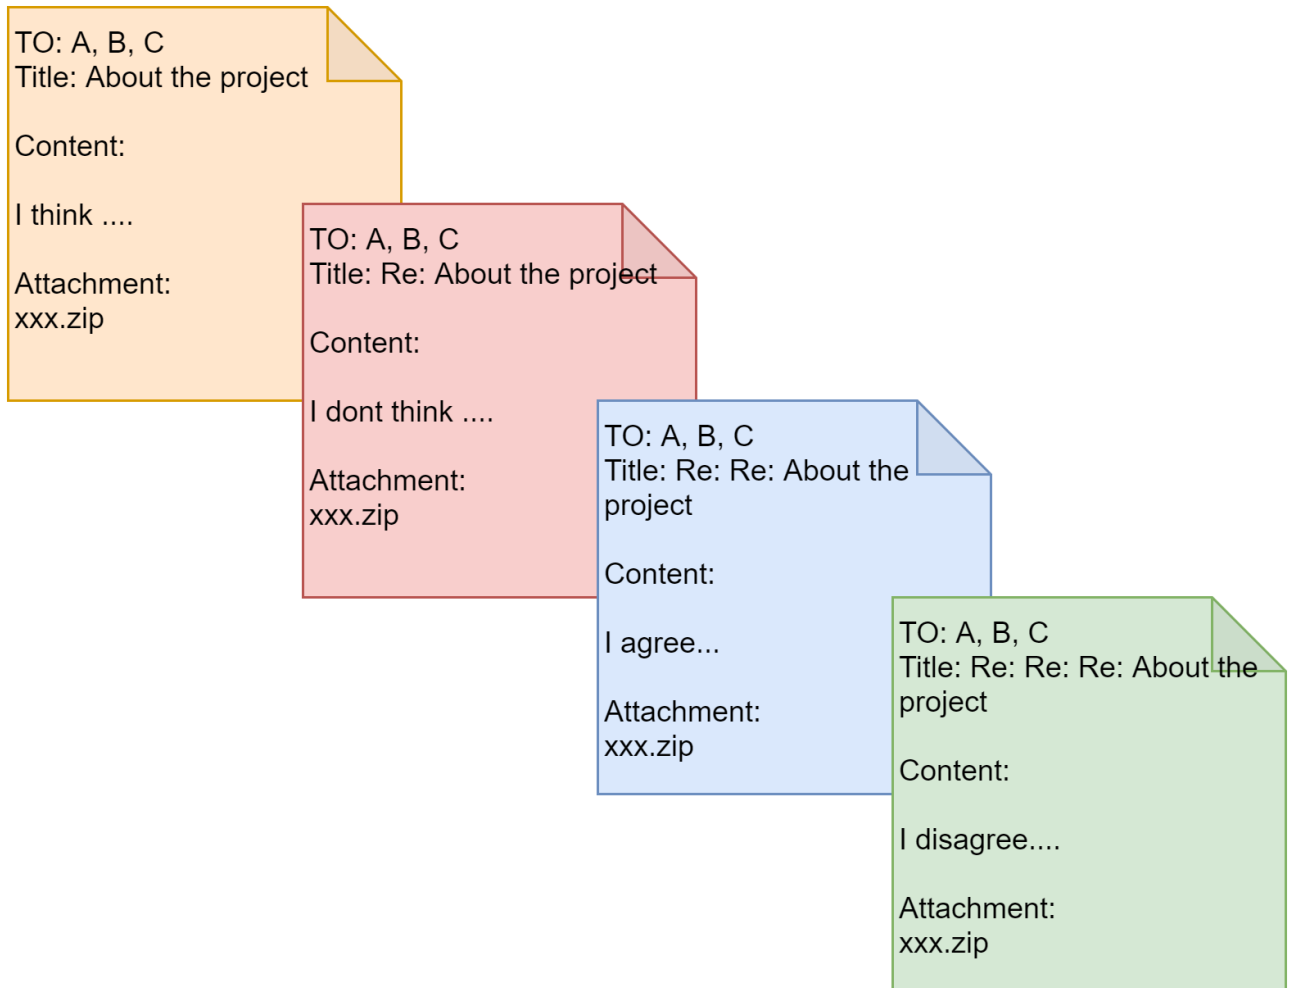 TO: A, B, C
Title: About the project
Content:
I think ....
Attachment:
xxx.zip
TO: A, B, C
Title: Re: About the project
Content:
I dont think ....
Attachment:
xxx.zip
TO: A, B, C
Title: Re: Re: About the
project
Content:
I agree...
Attachment:
xxx.zip
TO: A, B, C
Title: Re: Re: Re: About the
project
Content:
I disagree....
Attachment:
xxx.zip